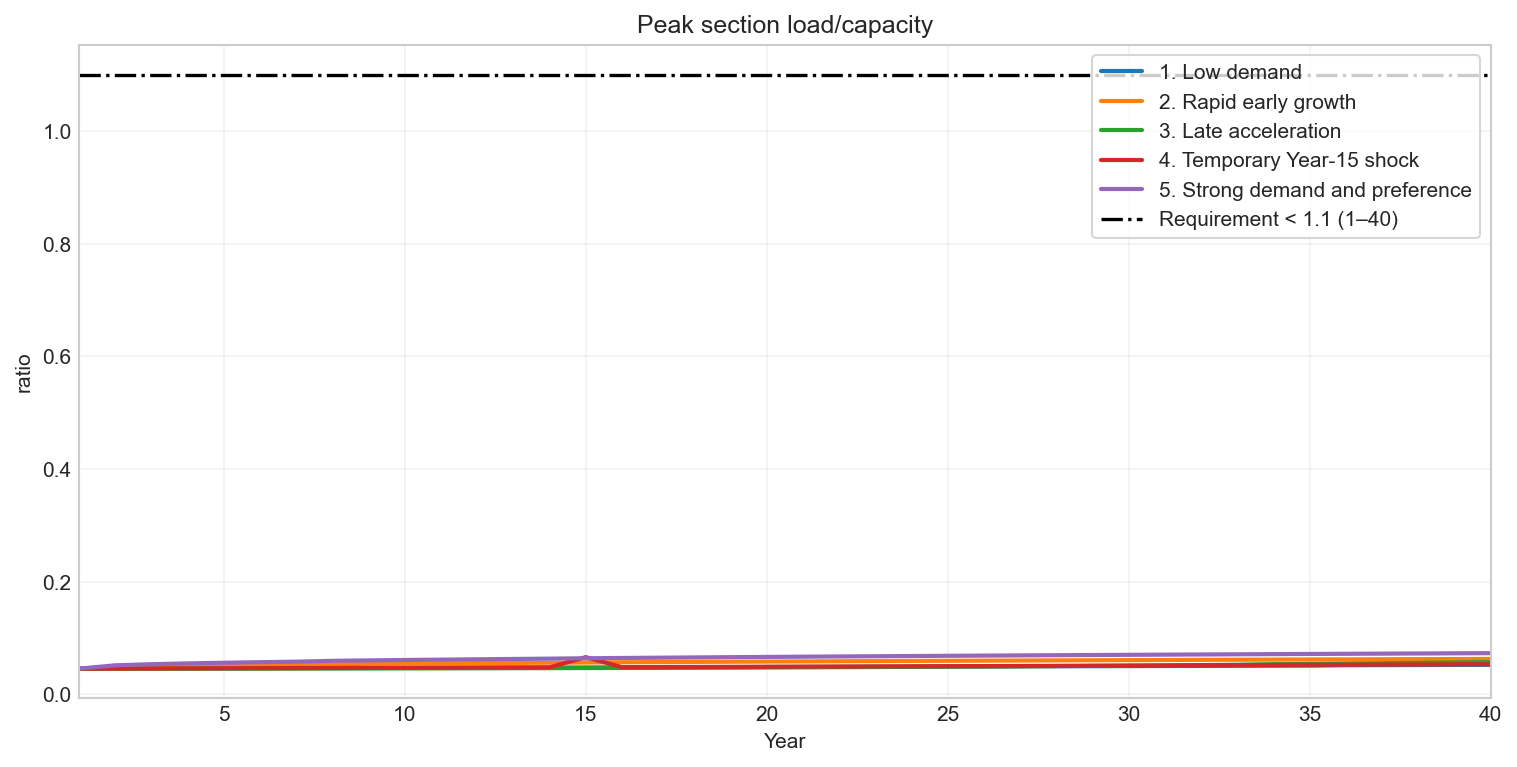 Peak section load/capacity
1. Low demand
2. Rapid early growth
3. Late acceleration
4. Temporary Year-15 shock
5. Strong demand and preference
Requirement < 1.1 (1–40)
ratio
1.0
0.8
0.6
0.4
0.2
0.0
5
10
15
20
25
30
35
40
Year